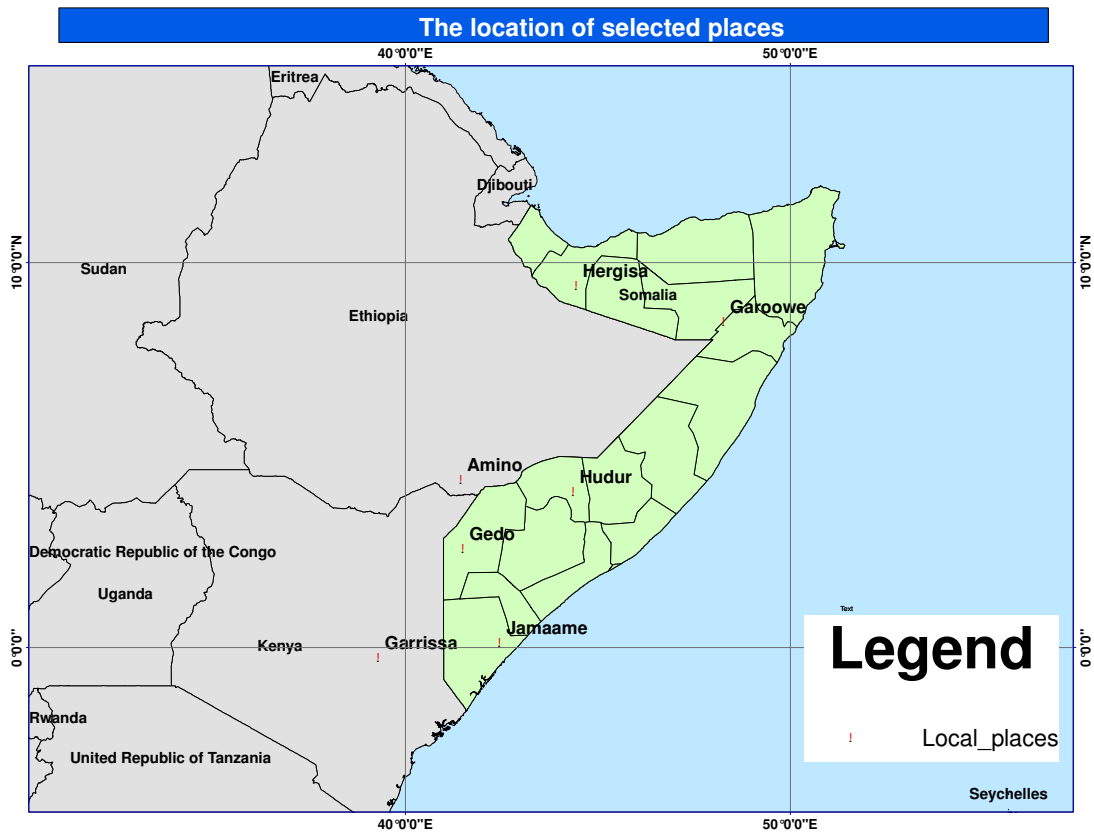 The location of selected places
40°0'0"E
50°0'0"E
Eritrea
Djibouti
10°0'0"N
10°0'0"N
Sudan
Hergisa
!
Somalia
Garoowe
!
Ethiopia
Amino
!
Hudur
!
Gedo
!
Democratic Republic of the Congo
Uganda
Text
Jamaame
!
Garrissa
!
Kenya
0°0'0"
0°0'0"
Legend
! Local_places
Rwanda
United Republic of Tanzania
Seychelles
40°0'0"E
50°0'0"E